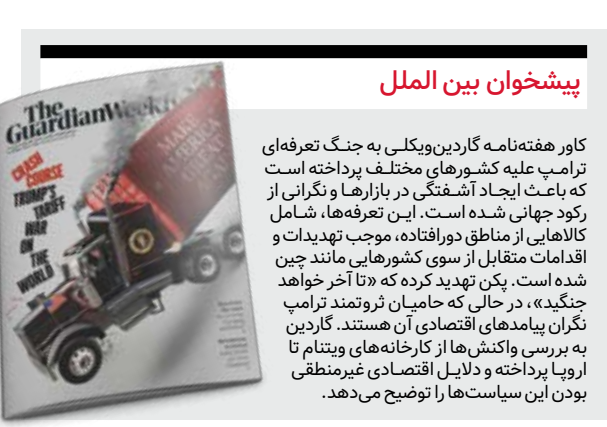 پیشخوان بین الملل
کاور هفته‌نامه گاردین‌ویکلی به جنگ تعرفه‌ای
ترامپ علیه کشورهای مختلف پرداخته است
که باعث ایجاد آشفتگی در بازارها و نگرانی از
رکود جهانی شده است. این تعرفه‌ها، شامل
کالاهایی از مناطق دورافتاده، موجب تهدیدات و
اقدامات متقابل از سوی کشورهایی مانند چین
شده است. پکن تهدید کرده که «تا آخر خواهد
جنگید»، در حالی که حامیان ثروتمند ترامپ
نگران پیامدهای اقتصادی آن هستند. گاردین
به بررسی واکنش‌ها از کارخانه‌های ویتنام تا
اروپا پرداخته و دلایل اقتصادی غیرمنطقی
بودن این سیاست‌ها را توضیح می‌دهد.
The
Guardian Weekly
CRASH
COURSE
TRUMP'S
TARIFF
WAR
ON
THE
WORLD
MAKE
AMERICA
GREAT